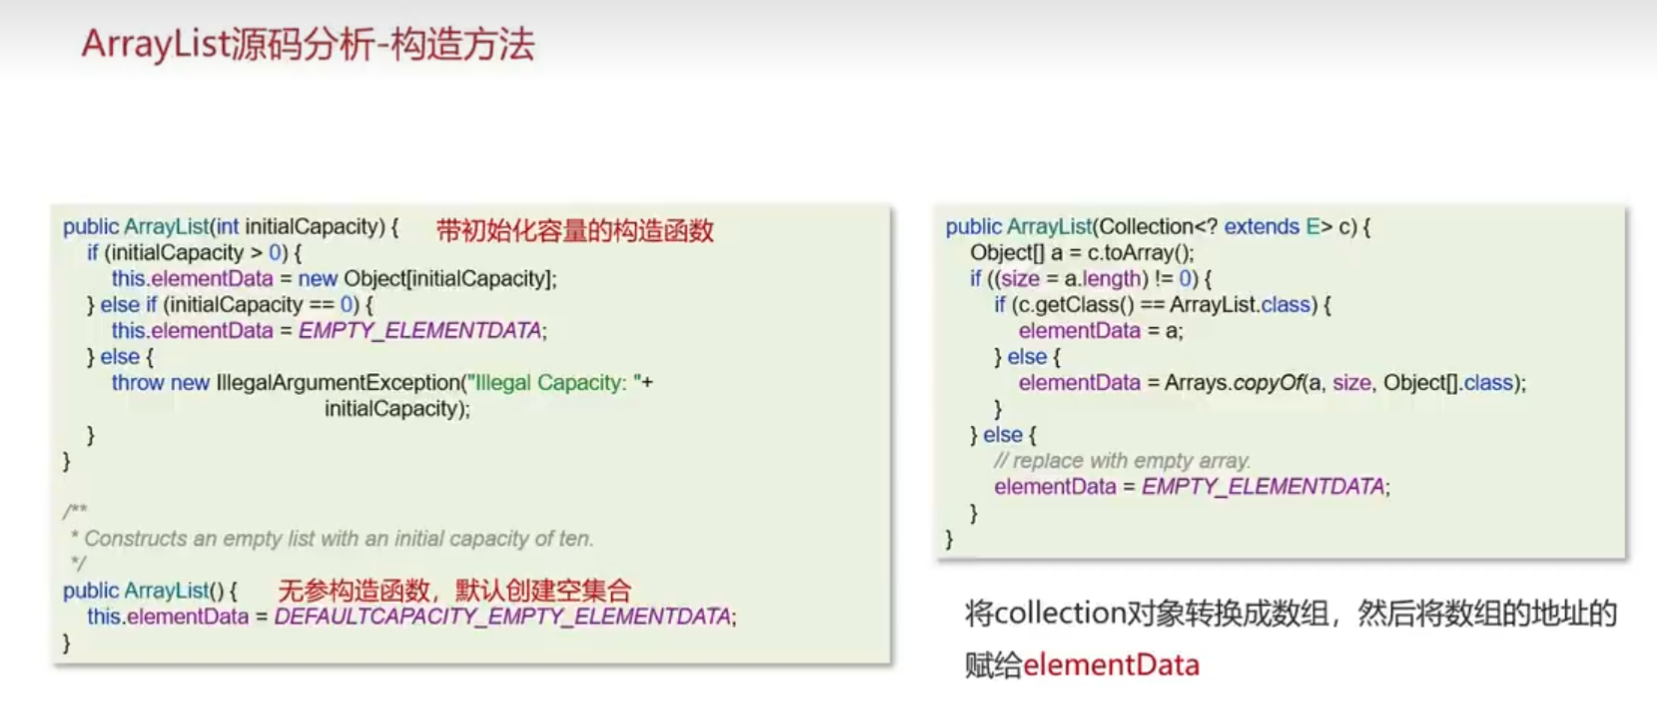 ArrayList源码分析-构造方法
public ArrayList(int initialCapacity) { 带初始化容量的构造函数
if (initialCapacity > 0) {
this.elementData = new Object[initialCapacity];
} else if (initialCapacity == 0) {
this.elementData = EMPTY_ELEMENTDATA;
} else {
throw new IllegalArgumentException("Illegal Capacity: "+
initialCapacity);
}
}
/**
* Constructs an empty list with an initial capacity of ten.
*/
public ArrayList() { 无参构造函数，默认创建空集合
this.elementData = DEFAULTCAPACITY_EMPTY_ELEMENTDATA;
}
public ArrayList(Collection<? extends E> c) {
Object[] a = c.toArray();
if ((size = a.length) != 0) {
if (c.getClass() == ArrayList.class) {
elementData = a;
} else {
elementData = Arrays.copyOf(a, size, Object[].class);
}
} else {
// replace with empty array.
elementData = EMPTY_ELEMENTDATA;
}
}
将collection对象转换成数组，然后将数组的地址的
赋给elementData